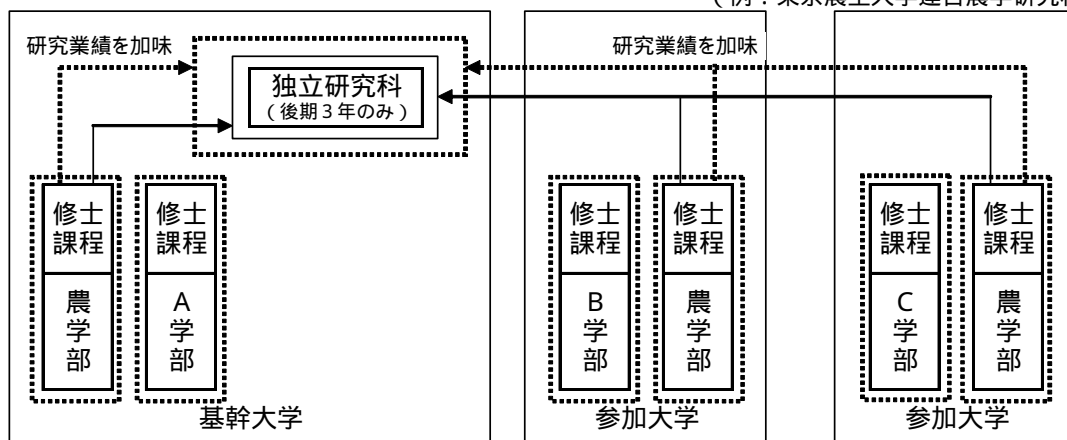 (例：東京農工大学連合農学研究科
研究業績を加味
研究業績を加味
独立研究科
(後期３年のみ)
修士
課程
修士
課程
修士
課程
修士
課程
修士
課程
修士
課程
農
学
部
A
学
部
B
学
部
農
学
部
C
学
部
農
学
部
基幹大学
参加大学
参加大学